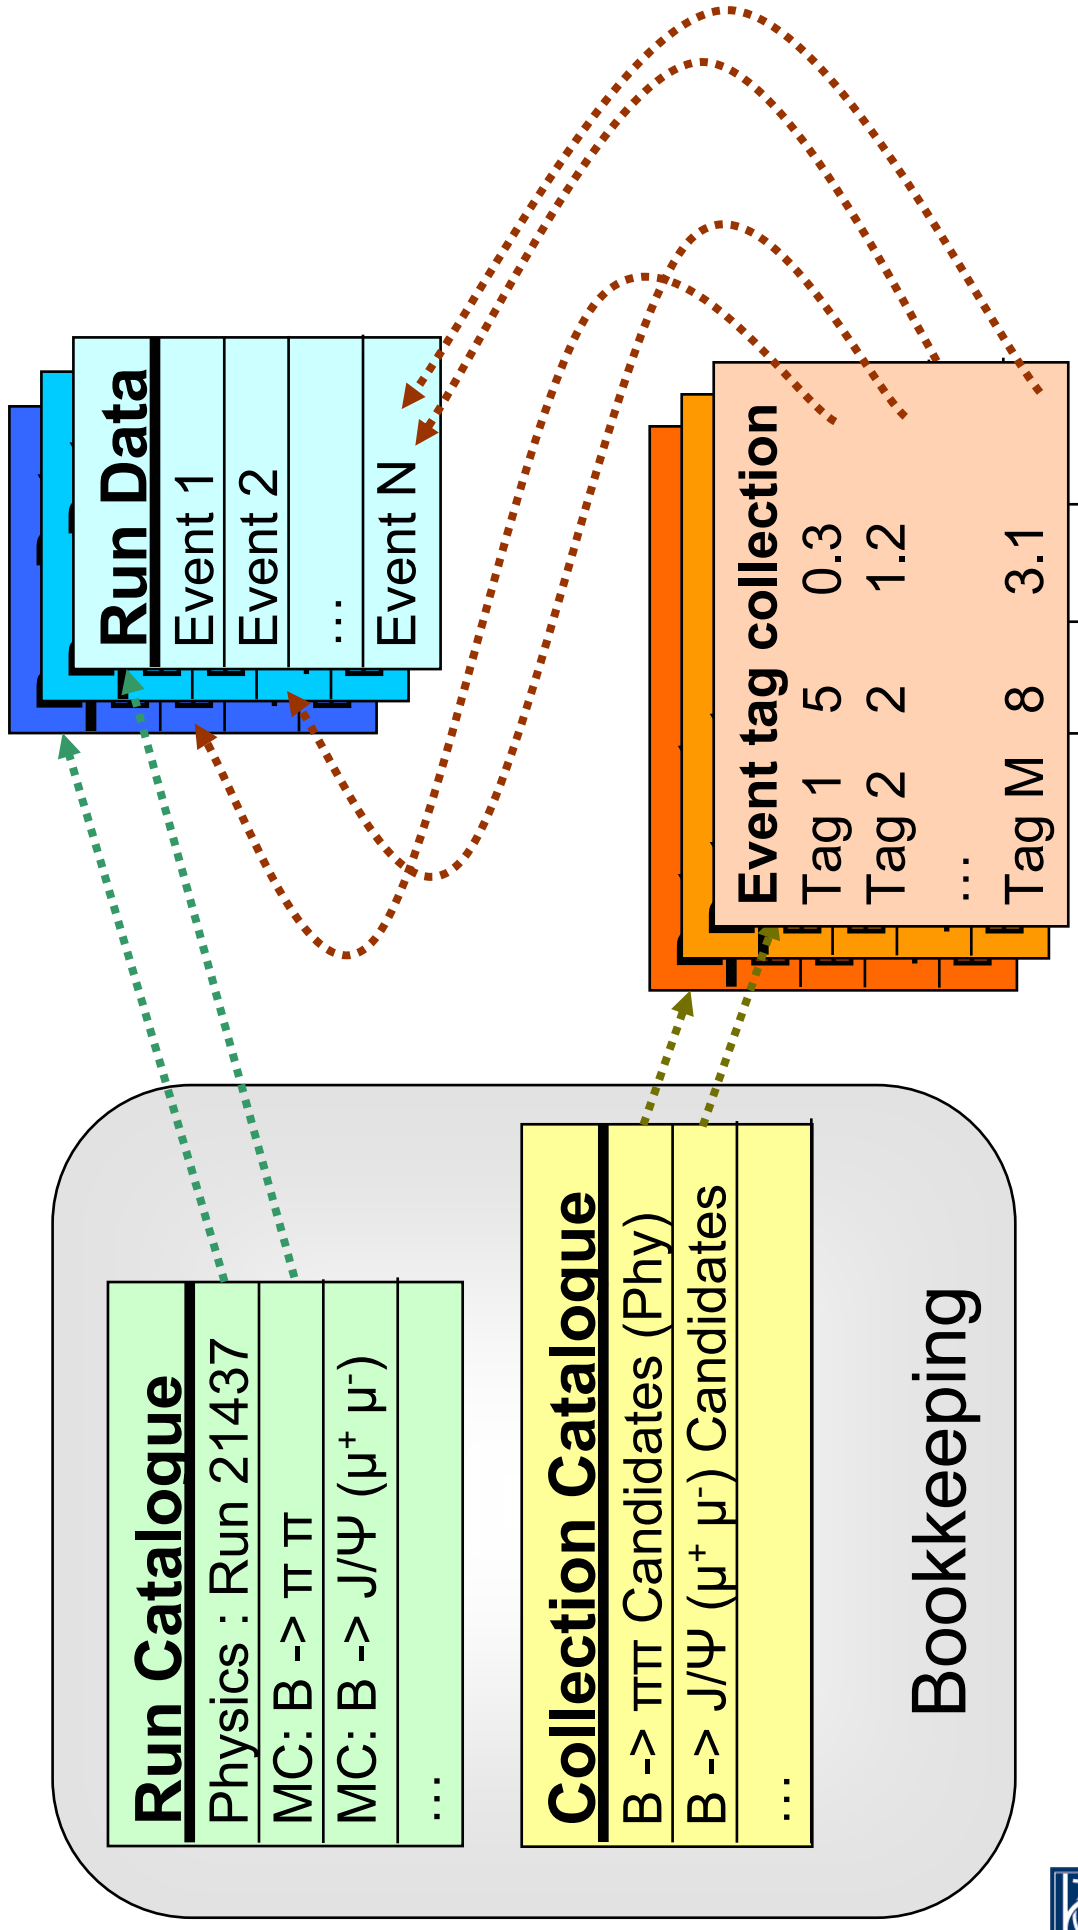 Run Catalogue
Physics : Run 21437
MC: B -> π π
MC: B -> J/Ψ (μ⁺ μ⁻)
…
Collection Catalogue
B -> ππ Candidates (Phy)
B -> J/Ψ (μ⁺ μ⁻) Candidates
…
Bookkeeping
Run Data
Event 1
Event 2
…
Event N
Event tag collection
Tag 1 5 0.3
Tag 2 2 1.2
…
Tag M 8 3.1